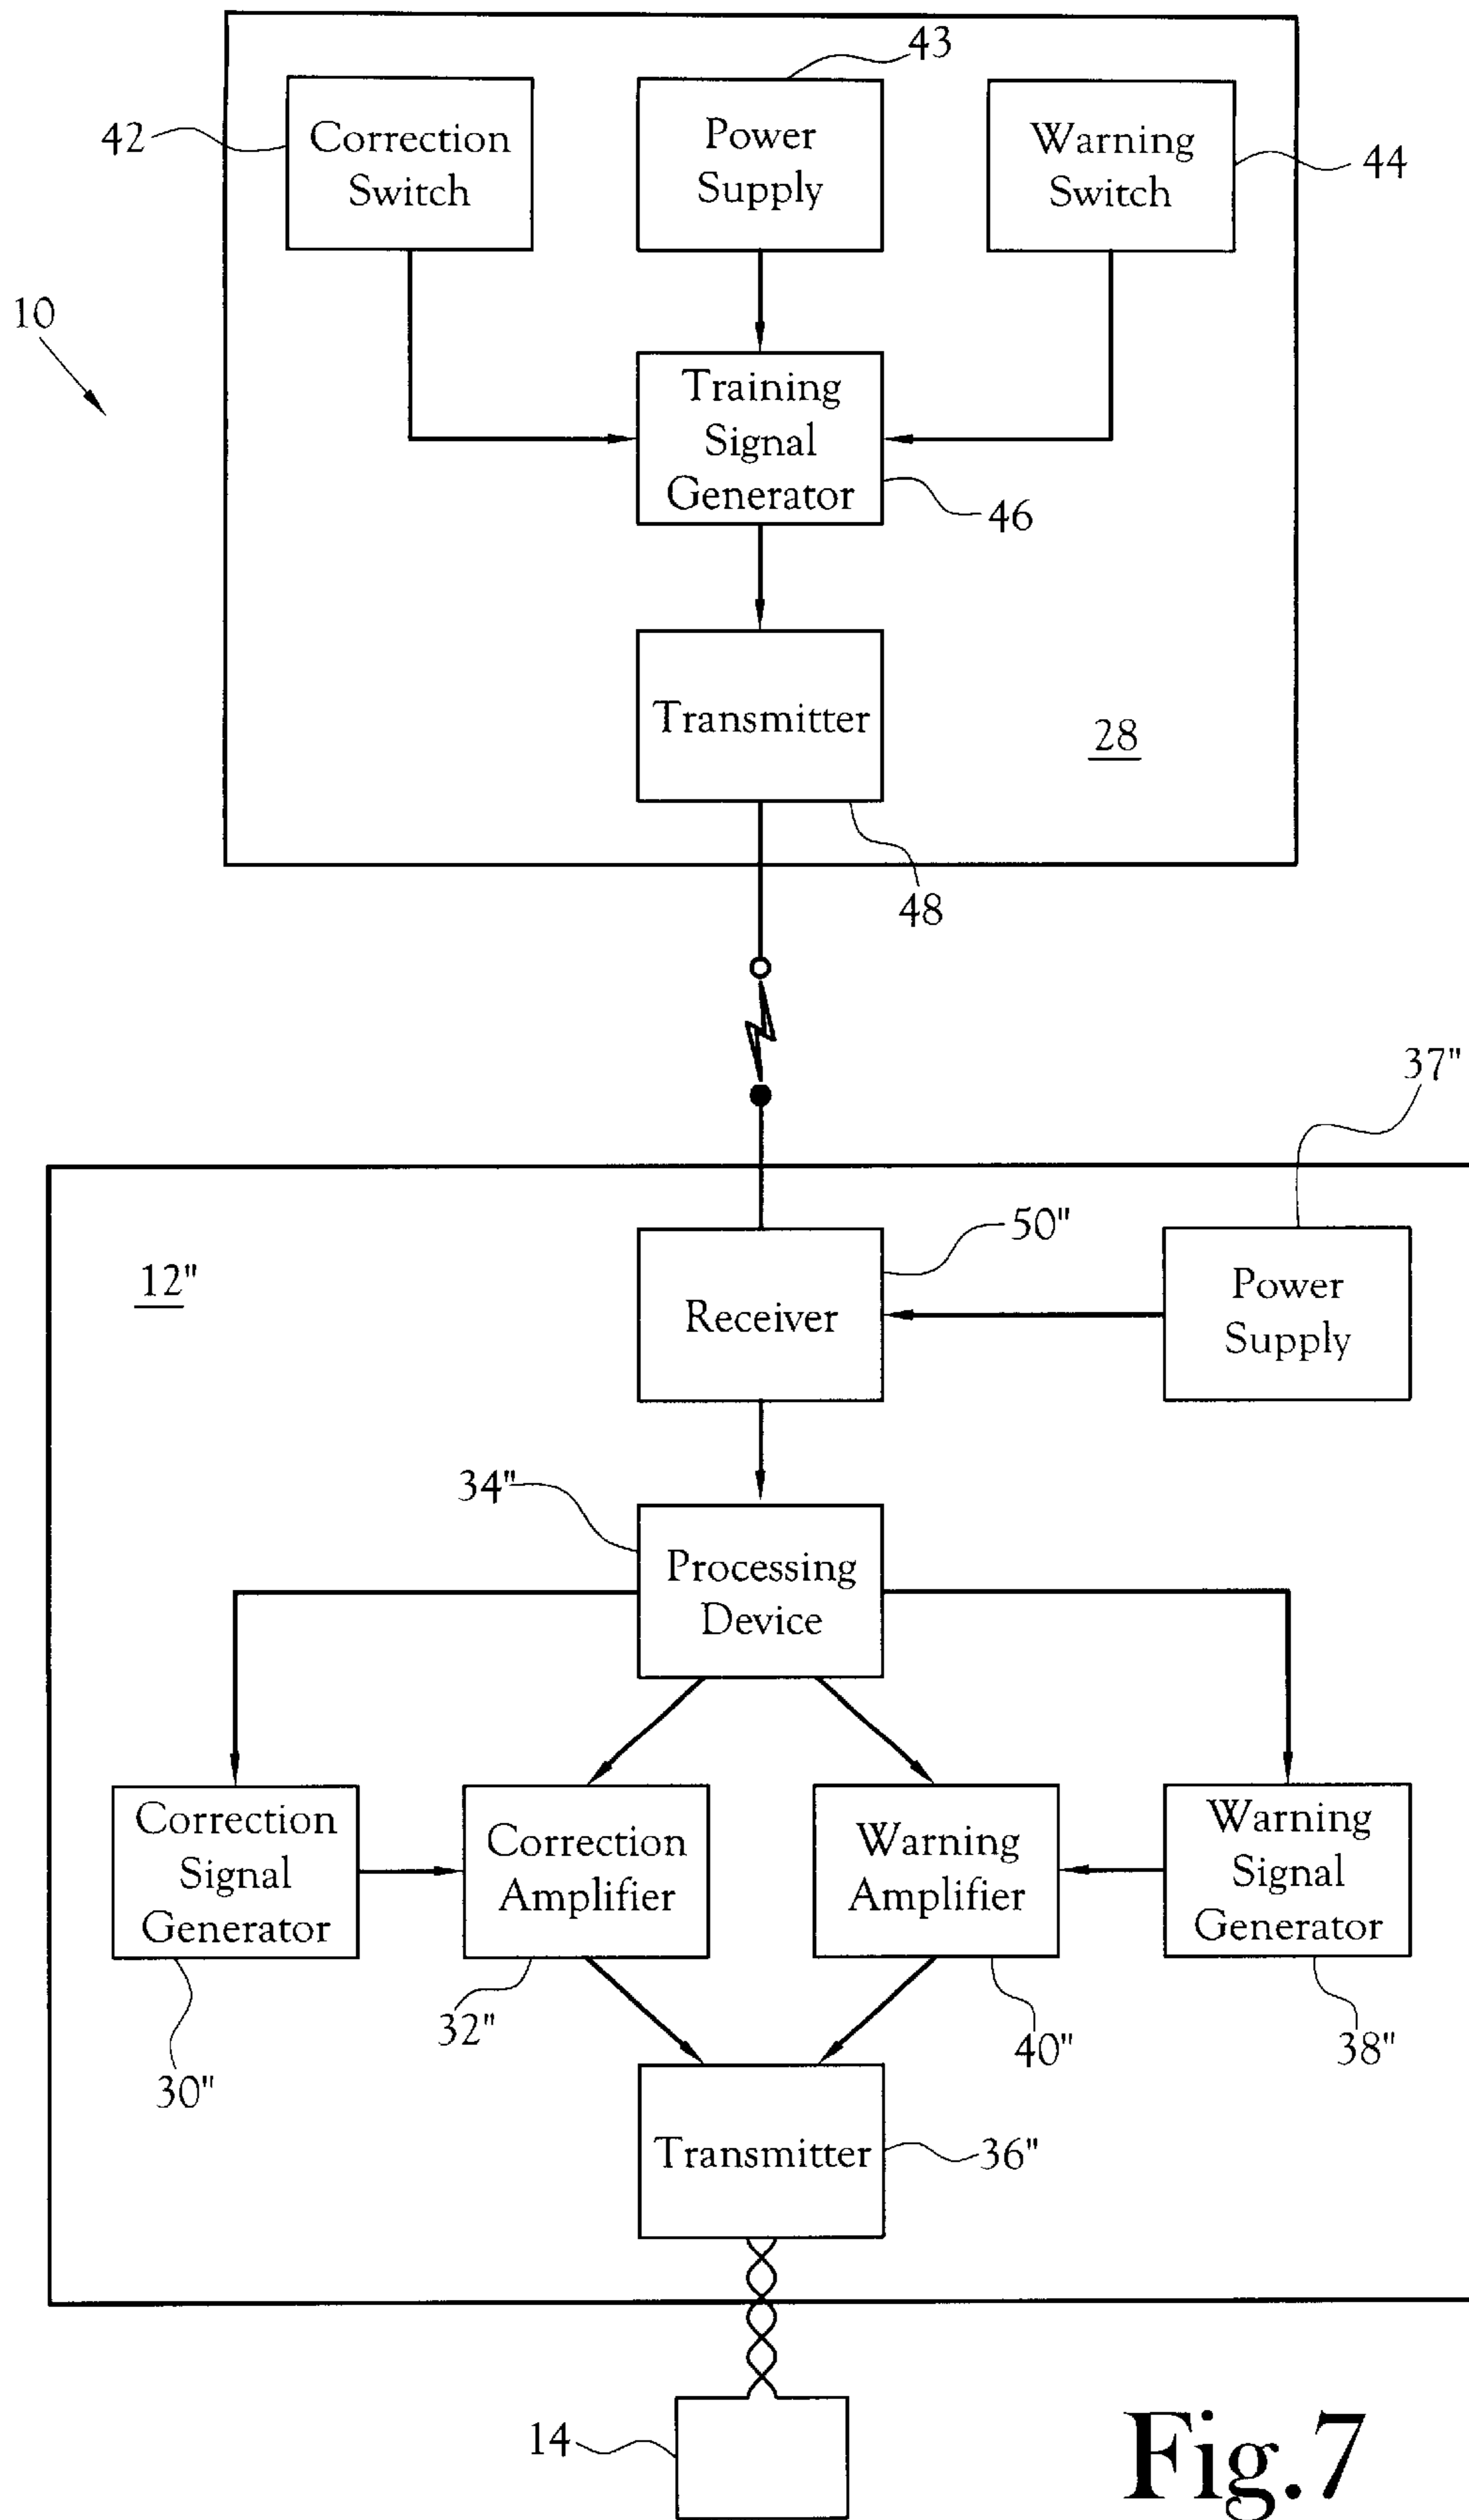 43
42
Correction
Switch
Power
Supply
Warning
Switch
44
10
Training
Signal
Generator
46
Transmitter
28
48
37"
50"
12"
Receiver
Power
Supply
34"
Processing
Device
Correction
Signal
Generator
Correction
Amplifier
Warning
Amplifier
Warning
Signal
Generator
32"
40"
38"
30"
Transmitter
36"
14
Fig.7